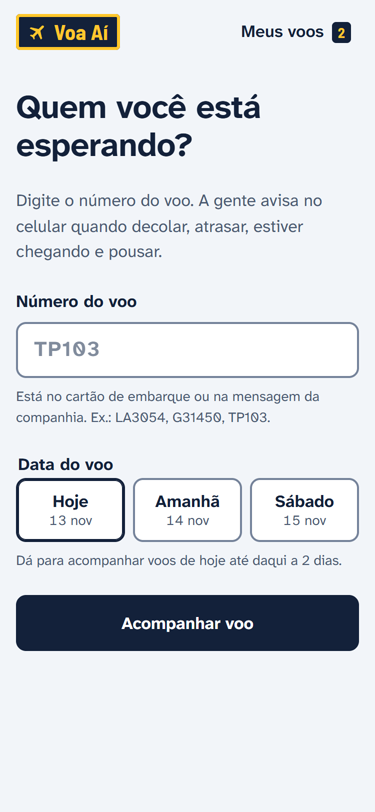 Voa Aí
Meus voos 2
Quem você está
esperando?
Digite o número do voo. A gente avisa no
celular quando decolar, atrasar, estiver
chegando e pousar.
Número do voo
TP103
Está no cartão de embarque ou na mensagem da
companhia. Ex.: LA3054, G31450, TP103.
Data do voo
Hoje
13 nov
Amanhã
14 nov
Sábado
15 nov
Dá para acompanhar voos de hoje até daqui a 2 dias.
Acompanhar voo